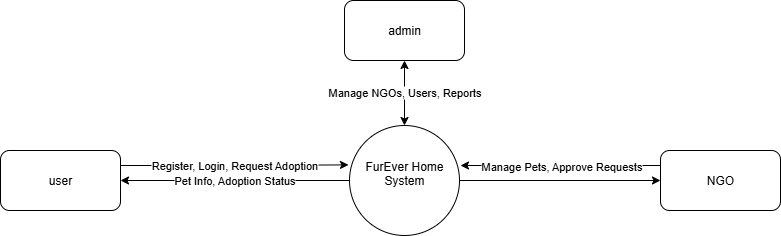 admin
Manage NGOs, Users, Reports
Register, Login, Request Adoption
FurEver Home
System
Manage Pets, Approve Requests
user
Pet Info, Adoption Status
NGO